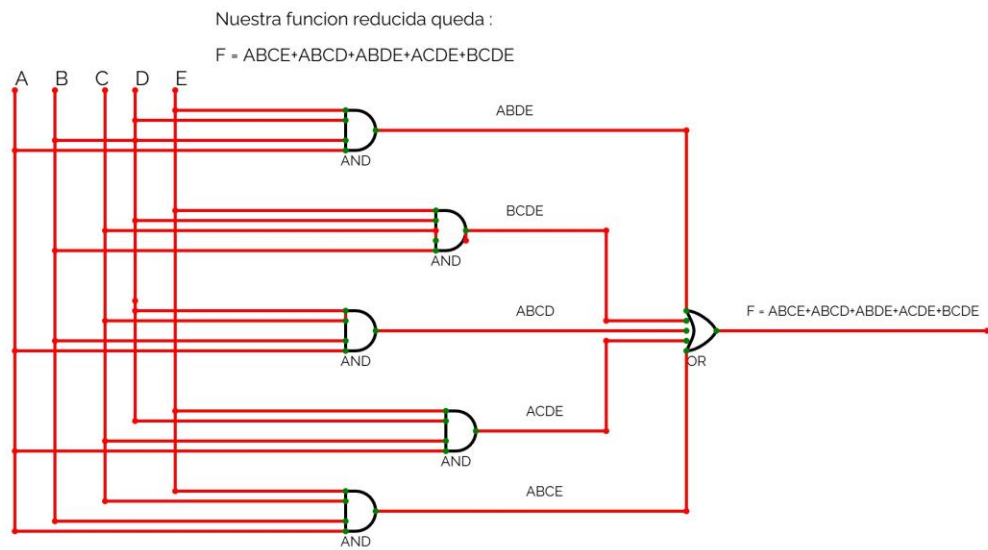 Nuestra funcion reducida queda :
F = ABCE+ABCD+ABDE+ACDE+BCDE
A B C D E
ABDE
AND
BCDE
AND
ABCD
F = ABCE+ABCD+ABDE+ACDE+BCDE
AND
OR
ACDE
AND
ABCE
AND